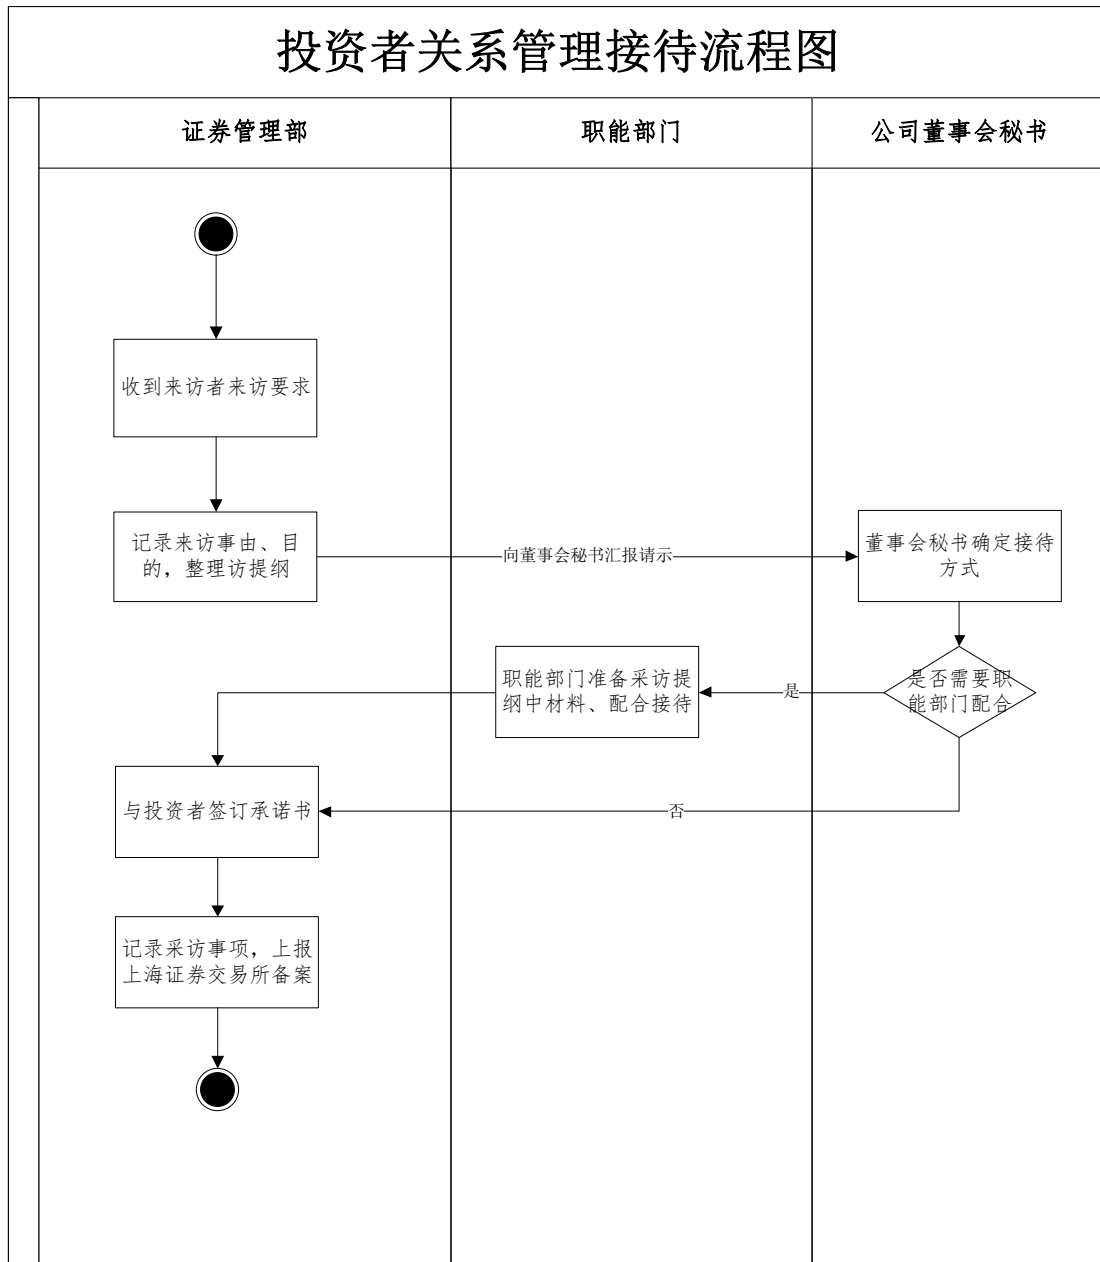 投资者关系管理接待流程图
证券管理部
职能部门
公司董事会秘书
收到来访者来访要求
记录来访事由、目
的，整理访提纲
向董事会秘书汇报请示
董事会秘书确定接待
方式
职能部门准备采访提
纲中材料、配合接待
是
是否需要职
能部门配合
与投资者签订承诺书
否
记录采访事项，上报
上海证券交易所备案